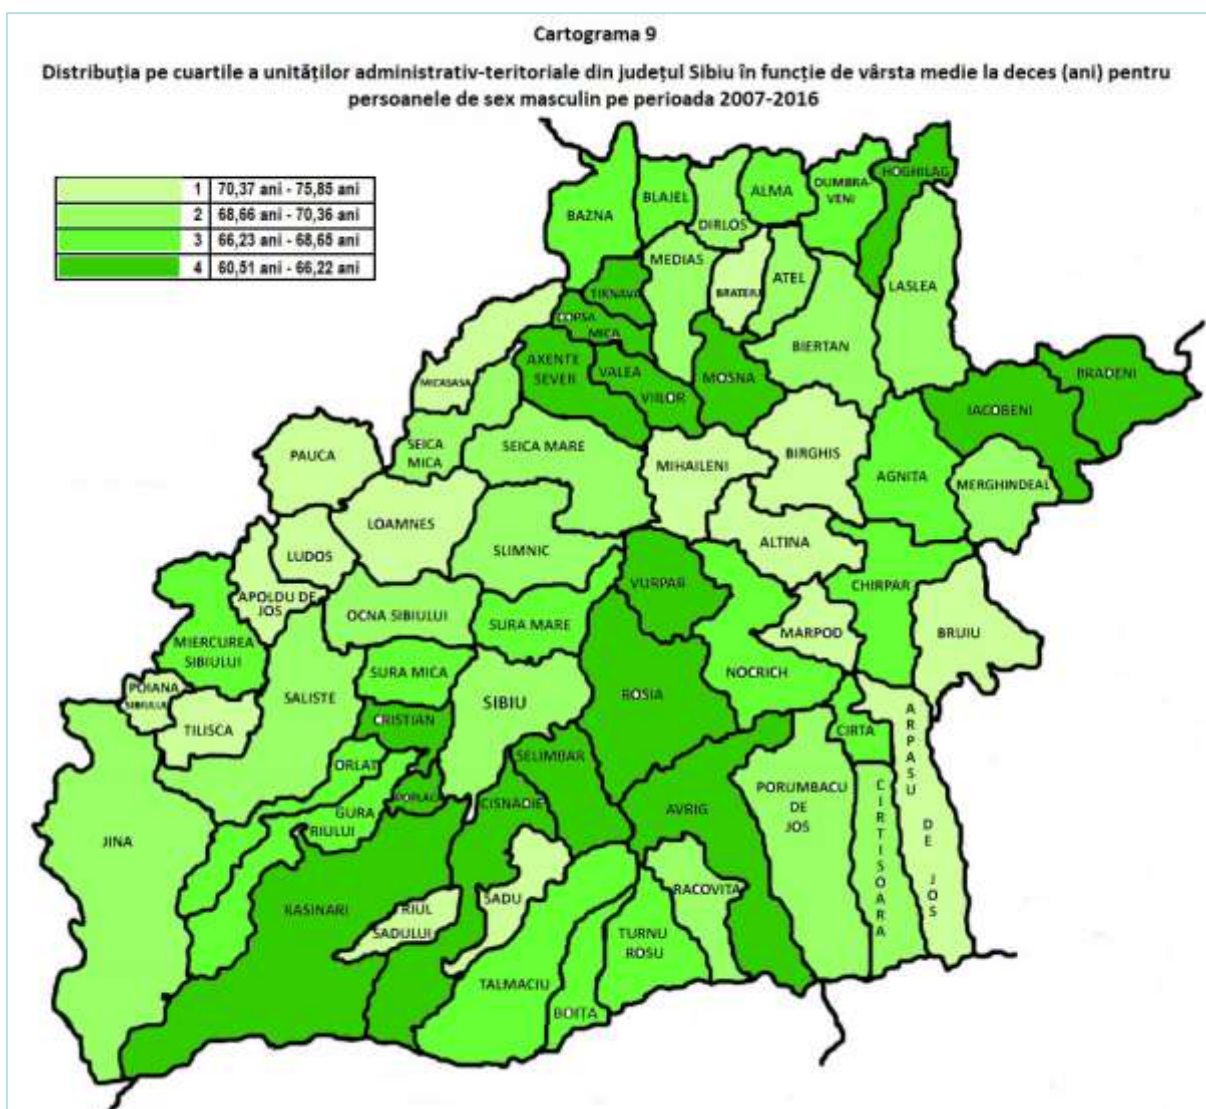 Cartograma 9
Distribuția pe cuartile a unităților administrativ-teritoriale din județul Sibiu în funcție de vârsta medie la deces (ani) pentru
persoanele de sex masculin pe perioada 2007-2016
1 70,37 ani - 75,85 ani
2 68,66 ani - 70,36 ani
3 66,23 ani - 68,65 ani
4 60,51 ani - 66,22 ani
HOGHILAG
DUMBRA-
VENI
ALMA
BLAJEL
BAZNA
DIRLOS
MEDIAS
ATEL
LASLEA
BRATEIU
TIRNAVA
COPSA
MICA
BIERTAN
AXENTE
SEVER
VALEA
VIILOR
MOSNA
BRADENI
MICASASA
IACOBENI
SEICA
MICA
SEICA MARE
PAUCA
MIHAILENI
BIRGHIS
AGNITA
MERGHINDEAL
LOAMNES
SLIMNIC
ALTINA
LUDOS
VURPAR
CHIRPAR
APOLDU DE
JOS
OCNA SIBIULUI
SURA MARE
MARPOD
BRUIU
MIERCUREA
SIBIULUI
SURA MICA
NOCRICH
POIANA
SIBIULUI
SALISTE
SIBIU
ROSIA
TILISCA
CRISTIAN
CIRTA
ARPASU
DE
JOS
SELIMBAR
ORLAT
POPLACA
CISNADIE
AVRIG
PORUMBACU
DE
JOS
CIRTISOARA
GURA
RIULUI
JINA
RASINARI
RIUL
SADULUI
SADU
RACOVITA
TURNU
ROSU
TALMACIU
BOITA